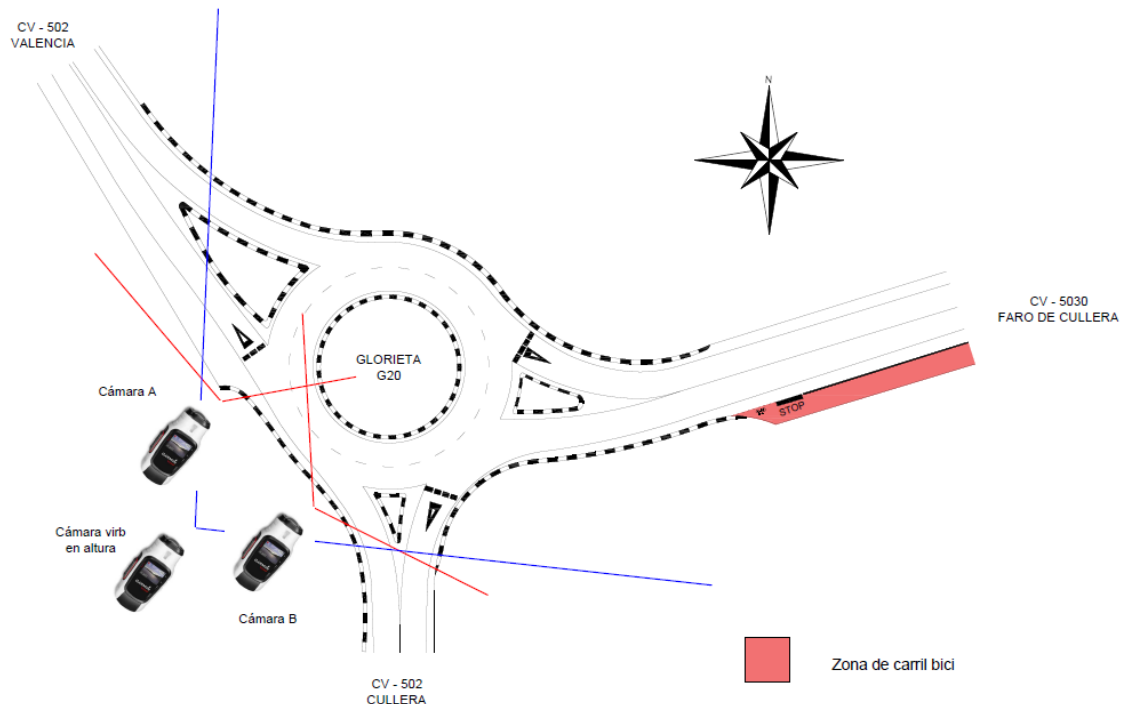 CV - 502
VALENCIA
N
CV - 5030
FARO DE CULLERA
GLORIETA
G20
Cámara A
STOP
Cámara virb
en altura
Cámara B
Zona de carril bici
CV - 502
CULLERA